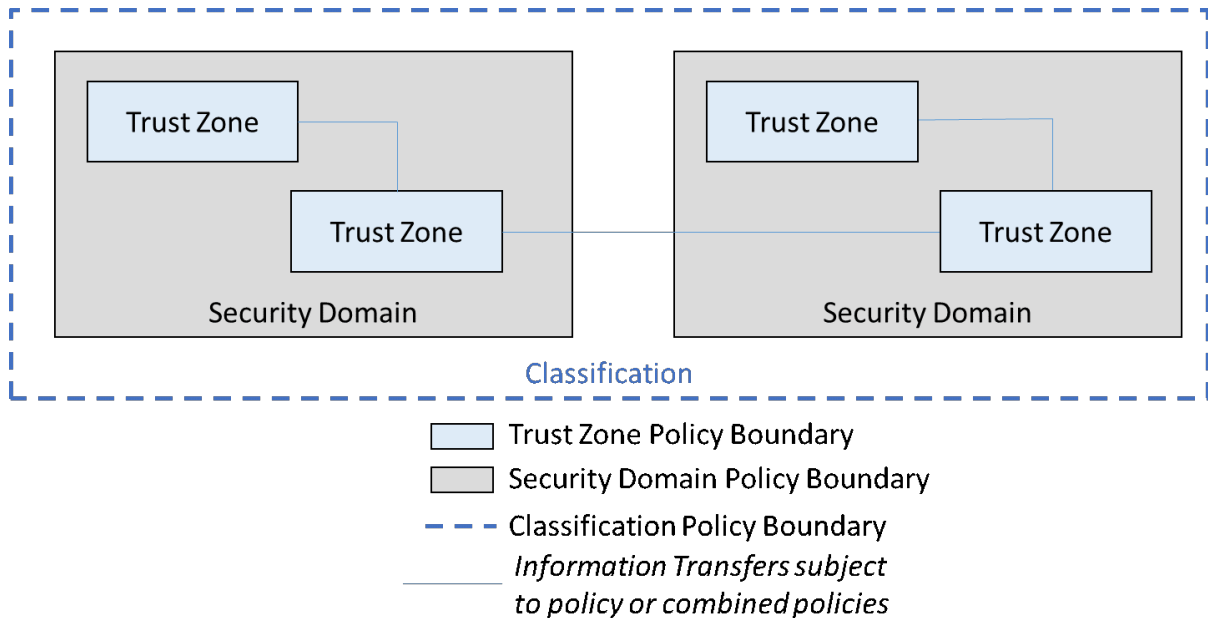 Trust Zone
Trust Zone
Trust Zone
Trust Zone
Security Domain
Security Domain
Classification
Trust Zone Policy Boundary
Security Domain Policy Boundary
Classification Policy Boundary
Information Transfers subject
to policy or combined policies